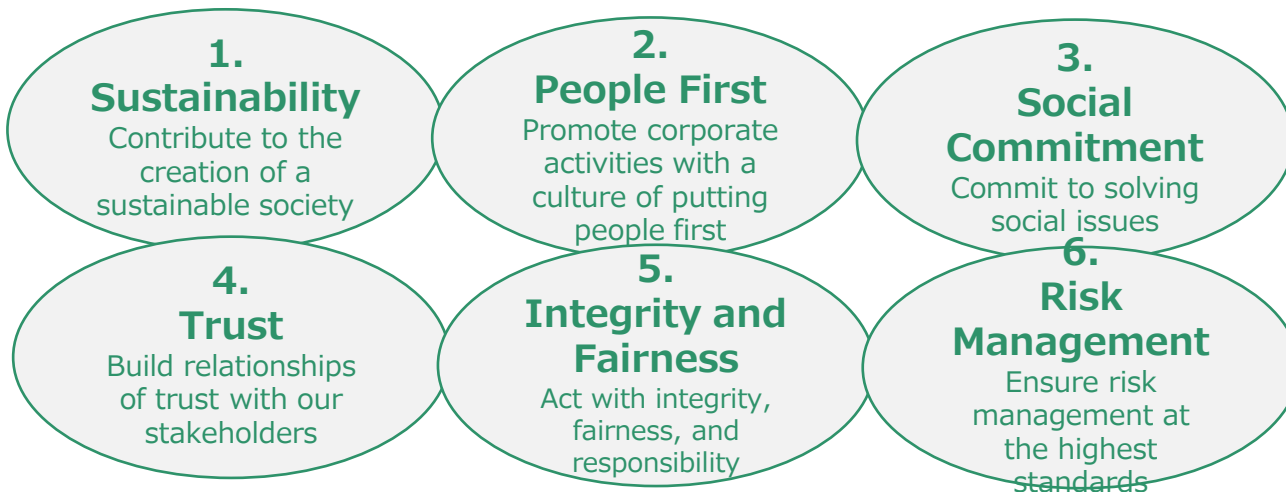 1.
Sustainability
Contribute to the
creation of a
sustainable society
2.
People First
Promote corporate
activities with a
culture of putting
people first
3.
Social
Commitment
Commit to solving
social issues
4.
Trust
Build relationships
of trust with our
stakeholders
5.
Integrity and
Fairness
Act with integrity,
fairness, and
responsibility
6.
Risk
Management
Ensure risk
management at
the highest
standards